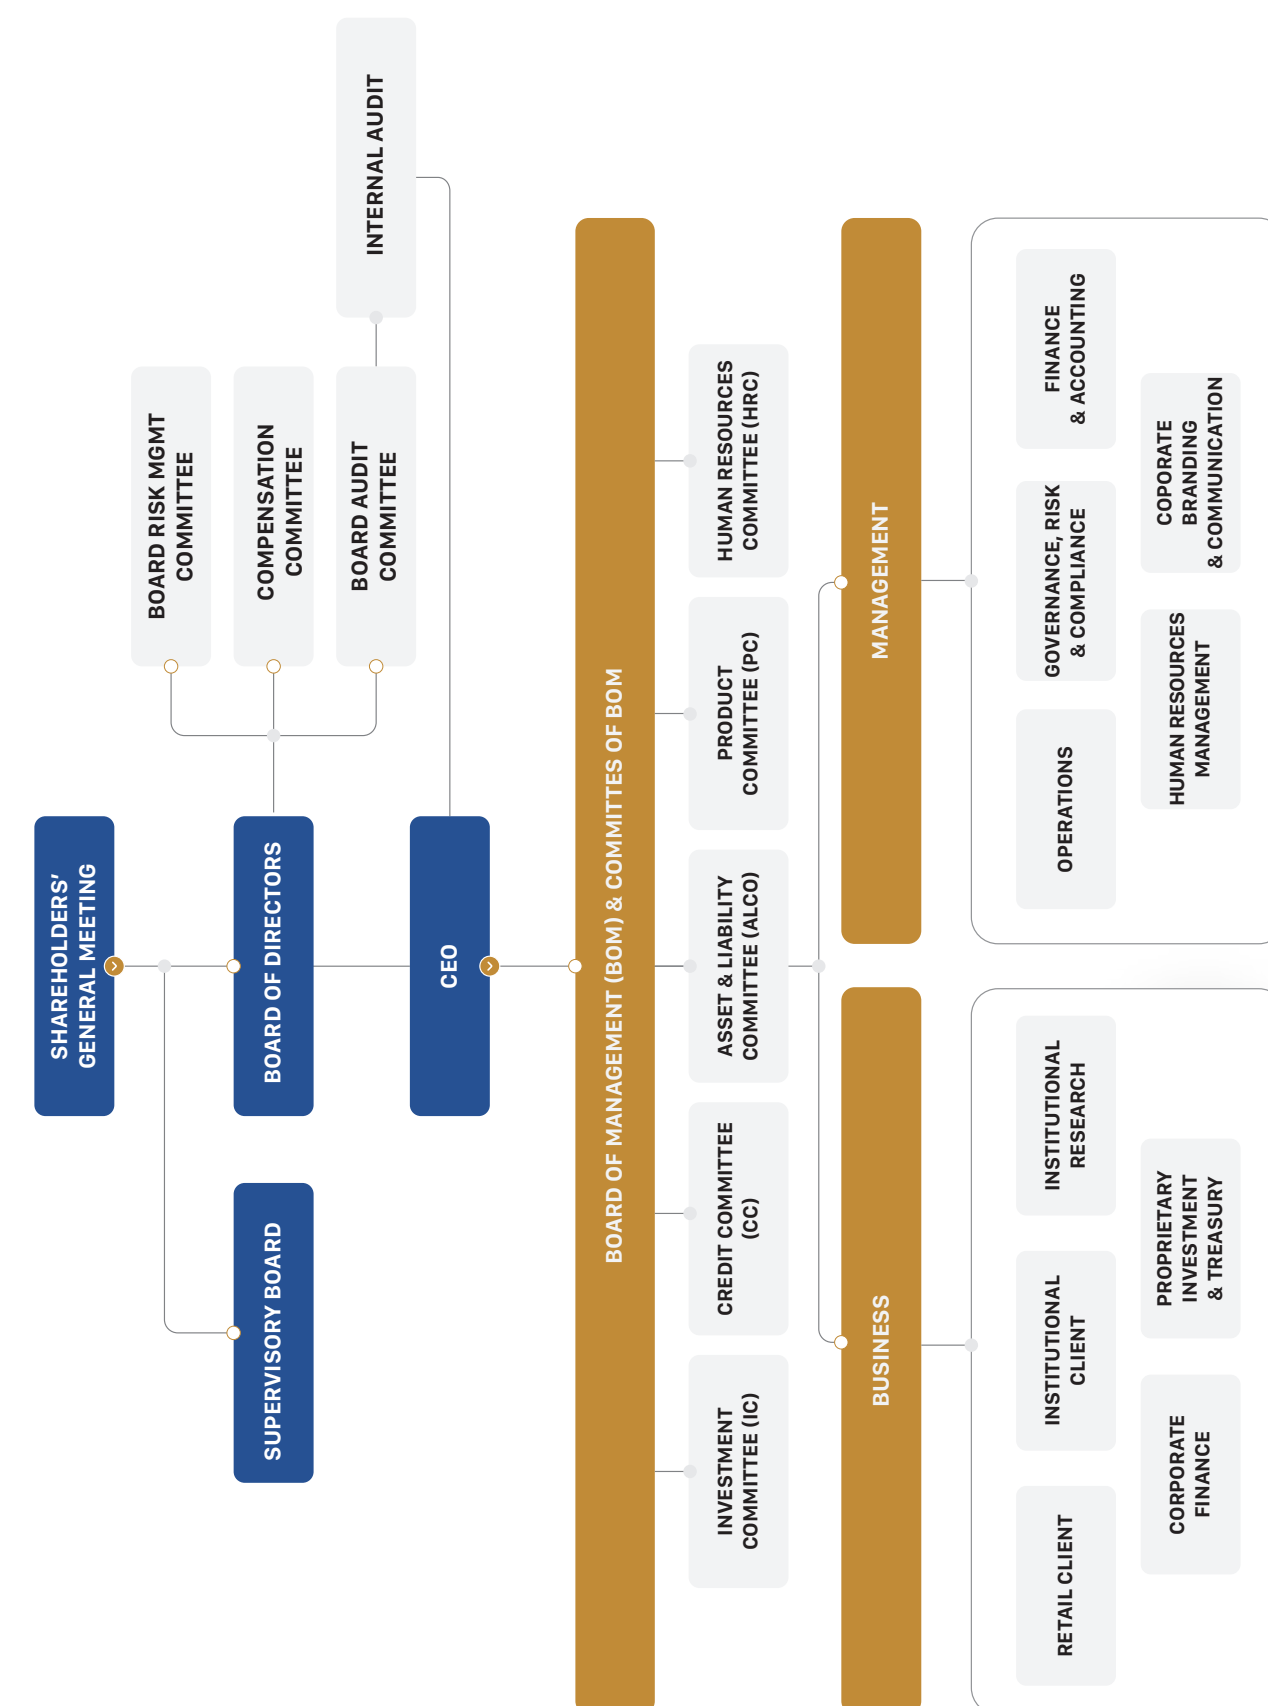 SHAREHOLDERS'
GENERAL MEETING
SUPERVISORY BOARD
BOARD OF DIRECTORS
BOARD RISK MGMT
COMMITTEE
COMPENSATION
COMMITTEE
BOARD AUDIT
COMMITTEE
INTERNAL AUDIT
CEO
BOARD OF MANAGEMENT (BOM) & COMMITTES OF BOM
INVESTMENT
COMMITTEE (IC)
CREDIT COMMITTEE
(CC)
ASSET & LIABILITY
COMMITTEE (ALCO)
PRODUCT
COMMITTEE (PC)
HUMAN RESOURCES
COMMITTEE (HRC)
BUSINESS
MANAGEMENT
RETAIL CLIENT
INSTITUTIONAL
CLIENT
INSTITUTIONAL
RESEARCH
CORPORATE
FINANCE
PROPRIETARY
INVESTMENT
& TREASURY
OPERATIONS
GOVERNANCE, RISK
& COMPLIANCE
FINANCE
& ACCOUNTING
HUMAN RESOURCES
MANAGEMENT
COPORATE
BRANDING
& COMMUNICATION